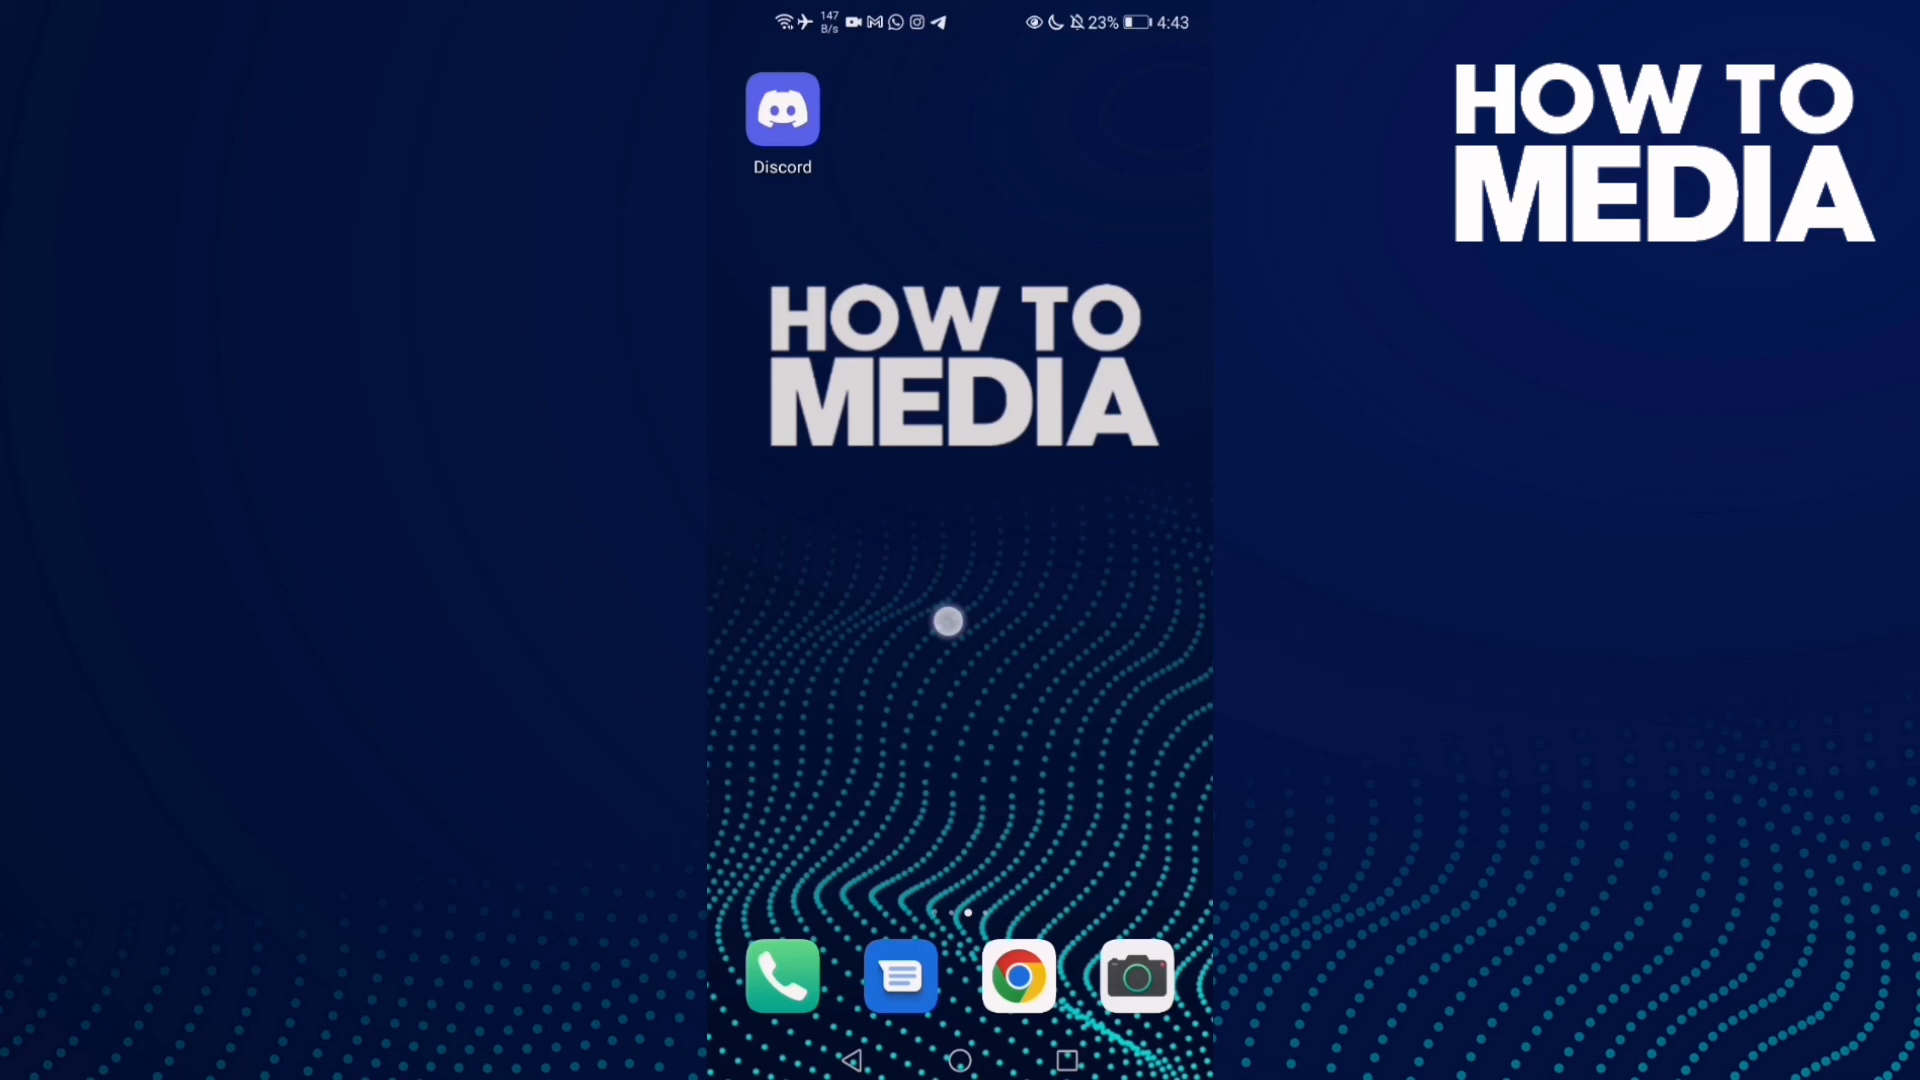 147
B/s
23%
4:43
Discord
HOW TO
MEDIA
HOW TO
MEDIA